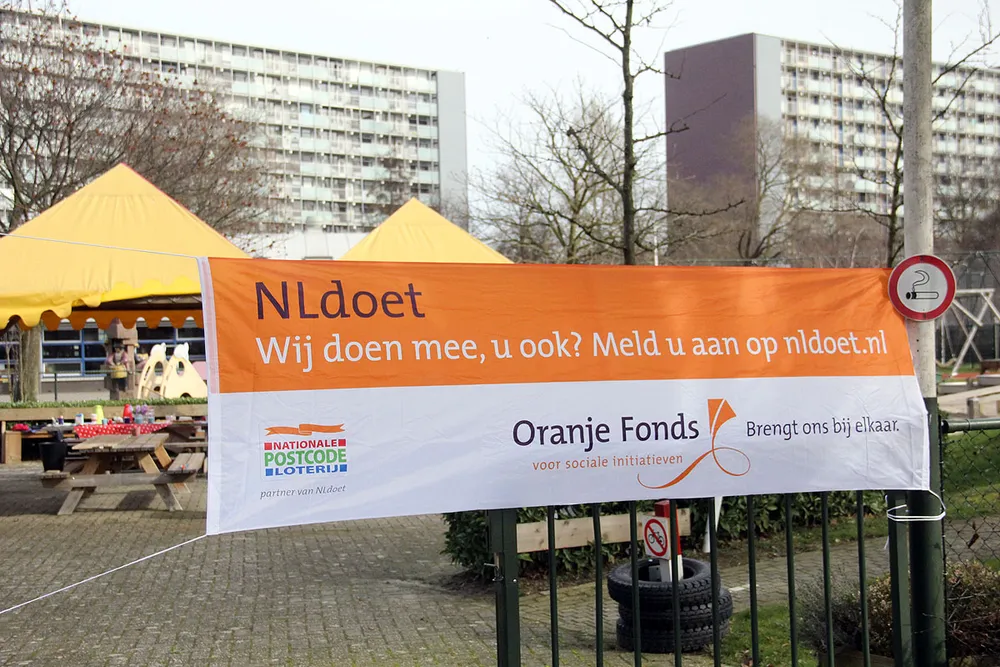 NLdoet
Wij doen mee, u ook? Meld u aan op nldoet.nl
NATIONALE
POSTCODE
LOTERIJ
partner van NLdoet
Oranje Fonds
voor sociale initiatieven
Brengt ons bij elkaar.